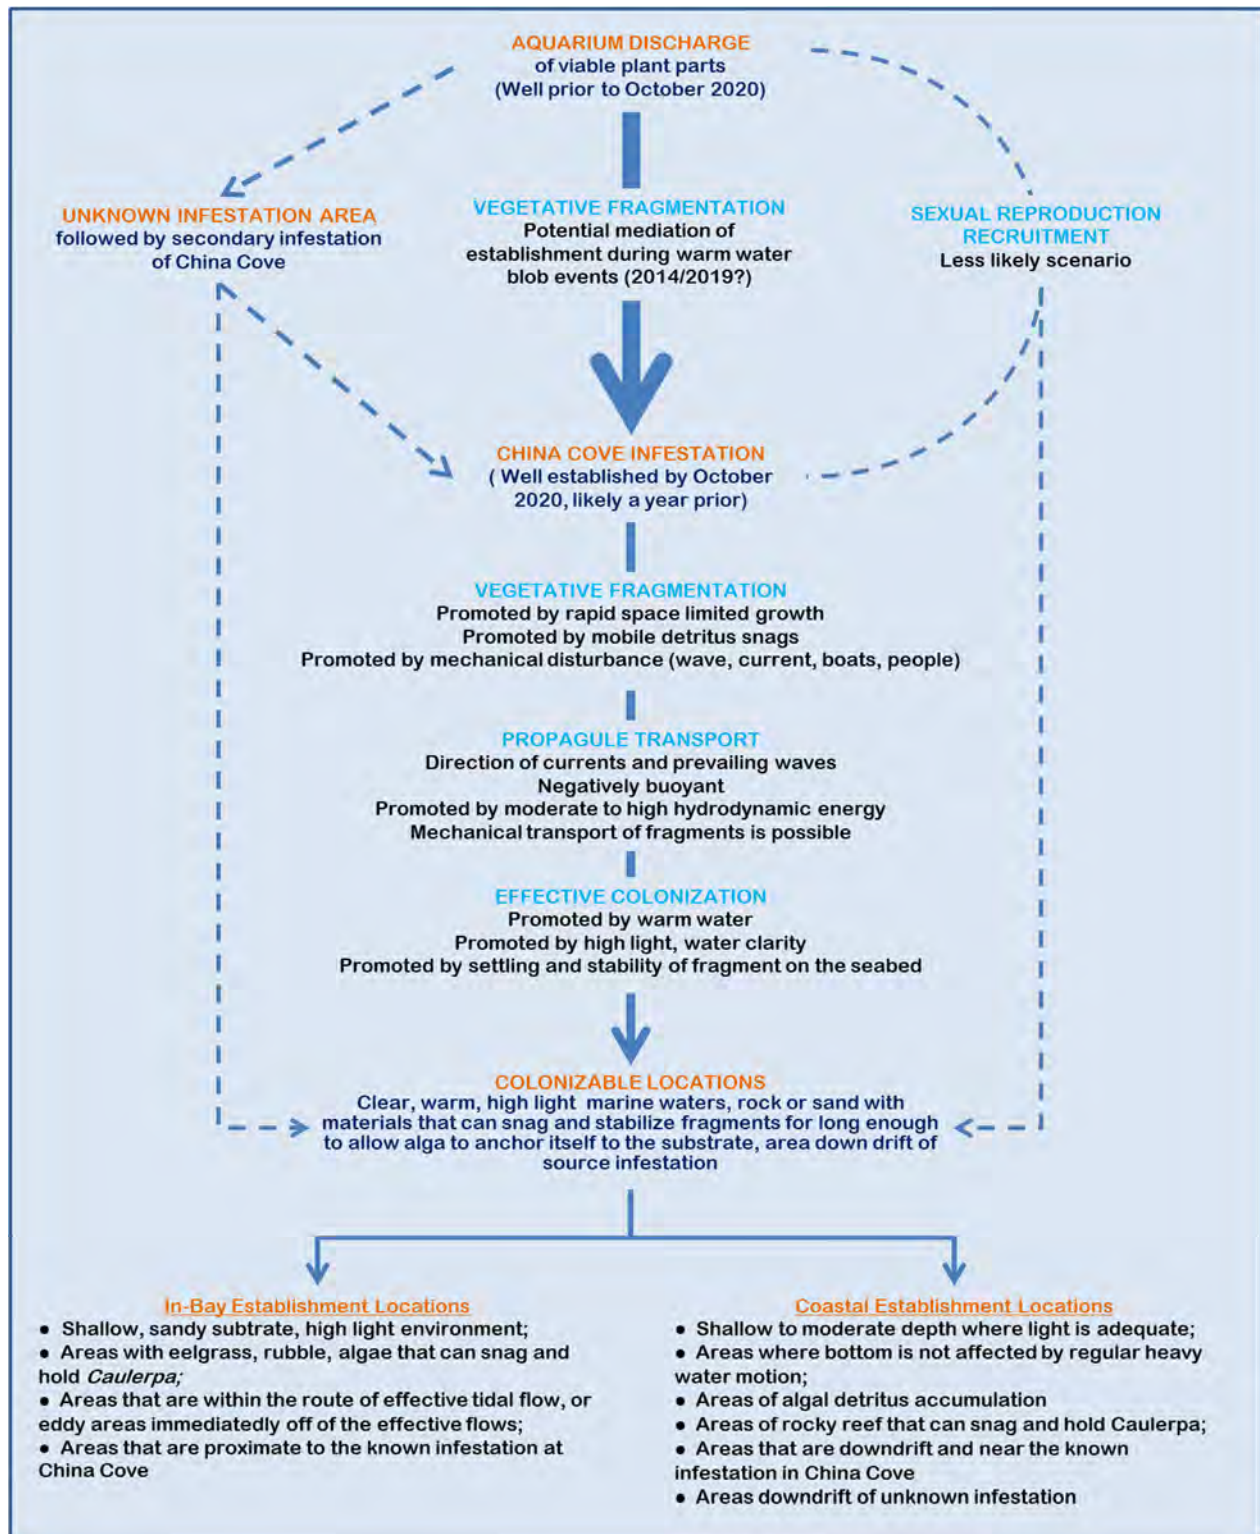 AQUARIUM DISCHARGE
of viable plant parts
(Well prior to October 2020)
UNKNOWN INFESTATION AREA
followed by secondary infestation
of China Cove
VEGETATIVE FRAGMENTATION
Potential mediation of
establishment during warm water
blob events (2014/2019?)
SEXUAL REPRODUCTION
RECRUITMENT
Less likely scenario
CHINA COVE INFESTATION
( Well established by October
2020, likely a year prior)
VEGETATIVE FRAGMENTATION
Promoted by rapid space limited growth
Promoted by mobile detritus snags
Promoted by mechanical disturbance (wave, current, boats, people)
PROPAGULE TRANSPORT
Direction of currents and prevailing waves
Negatively buoyant
Promoted by moderate to high hydrodynamic energy
Mechanical transport of fragments is possible
EFFECTIVE COLONIZATION
Promoted by warm water
Promoted by high light, water clarity
Promoted by settling and stability of fragment on the seabed
COLONIZABLE LOCATIONS
Clear, warm, high light marine waters, rock or sand with
materials that can snag and stabilize fragments for long enough
to allow alga to anchor itself to the substrate, area down drift of
source infestation
In-Bay Establishment Locations
● Shallow, sandy subtrate, high light environment;
● Areas with eelgrass, rubble, algae that can snag and
hold Caulerpa;
● Areas that are within the route of effective tidal flow, or
eddy areas immediatedly off of the effective flows;
● Areas that are proximate to the known infestation at
China Cove
Coastal Establishment Locations
● Shallow to moderate depth where light is adequate;
● Areas where bottom is not affected by regular heavy
water motion;
● Areas of algal detritus accumulation
● Areas of rocky reef that can snag and hold Caulerpa;
● Areas that are downdrift and near the known
infestation in China Cove
● Areas downdrift of unknown infestation